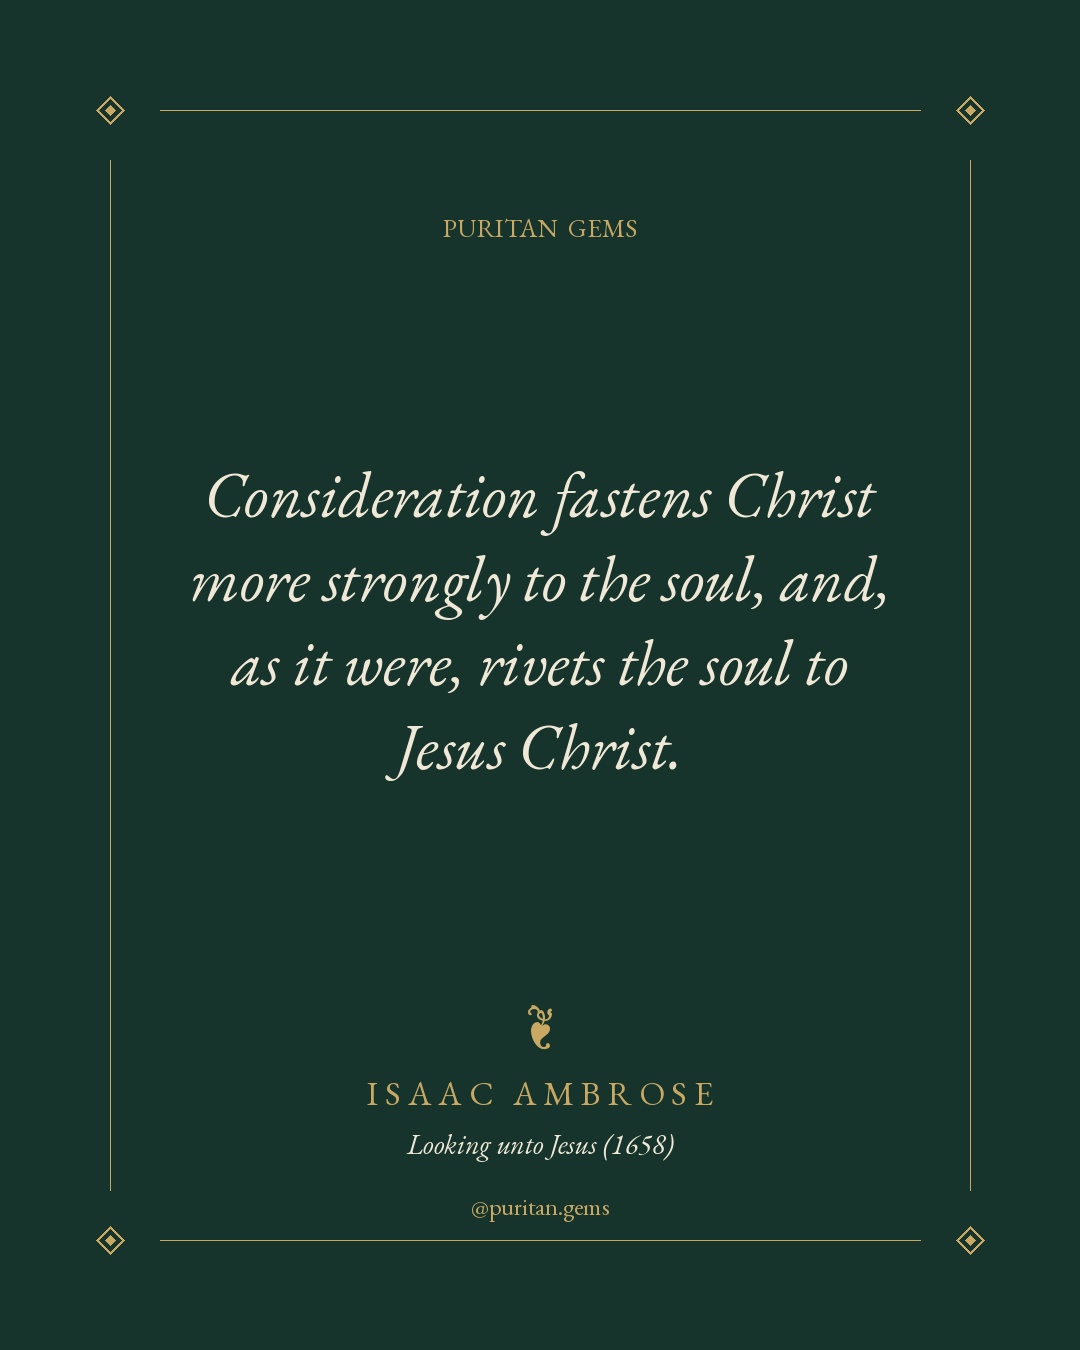 PURITAN GEMS
Consideration fastens Christ
more strongly to the soul, and,
as it were, rivets the soul to
Jesus Christ.
ISAAC AMBROSE
Looking unto Jesus (1658)
@puritan.gems